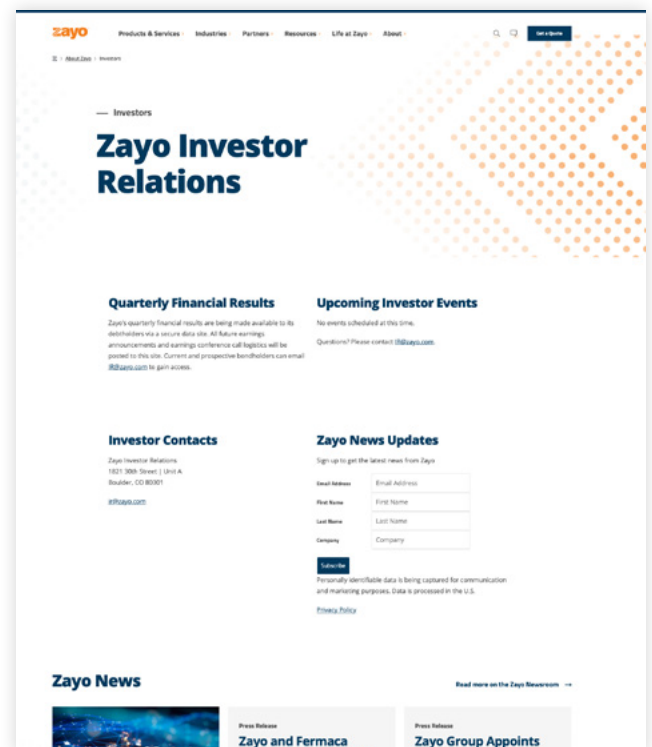 zayo
Products & Services
Industries
Partners
Resources
Life at Zayo
About
Get a Quote
About Zayo > Investors
Investors
Zayo Investor
Relations
Quarterly Financial Results
Zayo's quarterly financial results are being made available to its
debtholders via a secure data site. All future earnings
announcements and earnings conference call logistics will be
posted to this site. Current and prospective bondholders can email
IR@zayo.com to gain access.
Upcoming Investor Events
No events scheduled at this time.
Questions? Please contact IR@zayo.com.
Investor Contacts
Zayo Investor Relations
1821 30th Street | Unit A
Boulder, CO 80301
ir@zayo.com
Zayo News Updates
Sign up to get the latest news from Zayo
Email Address Email Address
First Name First Name
Last Name Last Name
Company Company
Subscribe
Personally identifiable data is being captured for communication
and marketing purposes. Data is processed in the U.S.
Privacy Policy
Zayo News
Read more on the Zayo Newsroom →
Press Release
Zayo and Fermaca
Press Release
Zayo Group Appoints